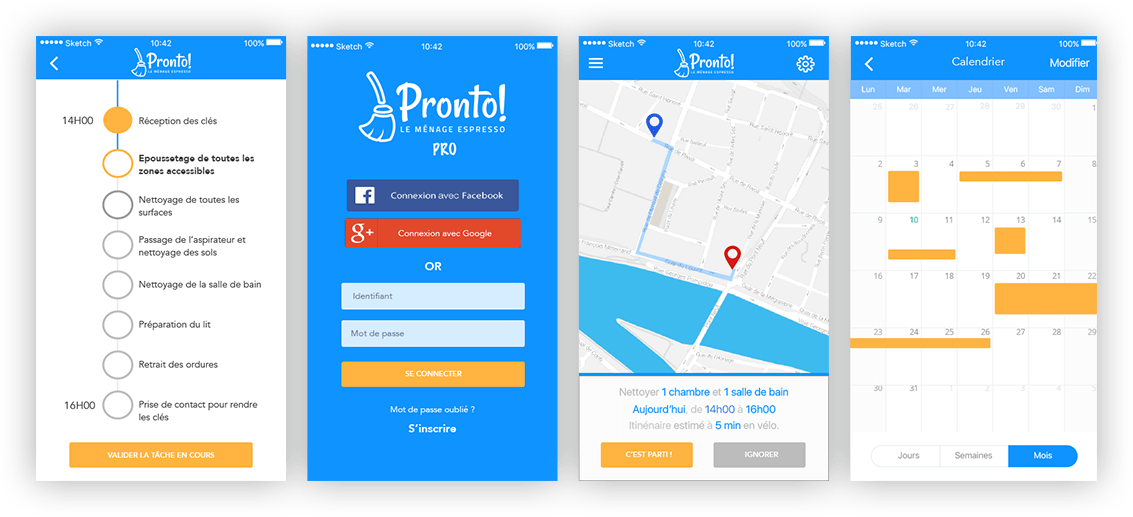 Sketch
10:42
100%
Pronto!
LE MÉNAGE ESPRESSO
14H00
Réception des clés
Epoussetage de toutes les
zones accessibles
Nettoyage de toutes les
surfaces
Passage de l'aspirateur et
nettoyage des sols
Nettoyage de la salle de bain
Préparation du lit
Retrait des ordures
16H00
Prise de contact pour rendre
les clés
VALIDER LA TÂCHE EN COURS
Sketch
10:42
100%
Pronto!
LE MÉNAGE ESPRESSO
PRO
Connexion avec Facebook
g+ Connexion avec Google
OR
Identifiant
Mot de passe
SE CONNECTER
Mot de passe oublié ?
S'inscrire
Sketch
10:42
100%
Pronto!
LE MÉNAGE ESPRESSO
Rue Saint Honoré
Nettoyer 1 chambre et 1 salle de bain
Aujourd'hui, de 14h00 à 16h00
Itinéraire estimé à 5 min en vélo.
C'EST PARTI !
IGNORER
Sketch
10:42
100%
Calendrier
Modifier
Lun Mar Mer Jeu Ven Sam Dim
25 26 27 28 29 30 1
2 3 4 5 6 7 8
9 10 11 12 13 14 15
16 17 18 19 20 21 22
23 24 25 26 27 28 29
30 31 1 2 3 4 5
Jours
Semaines
Mois